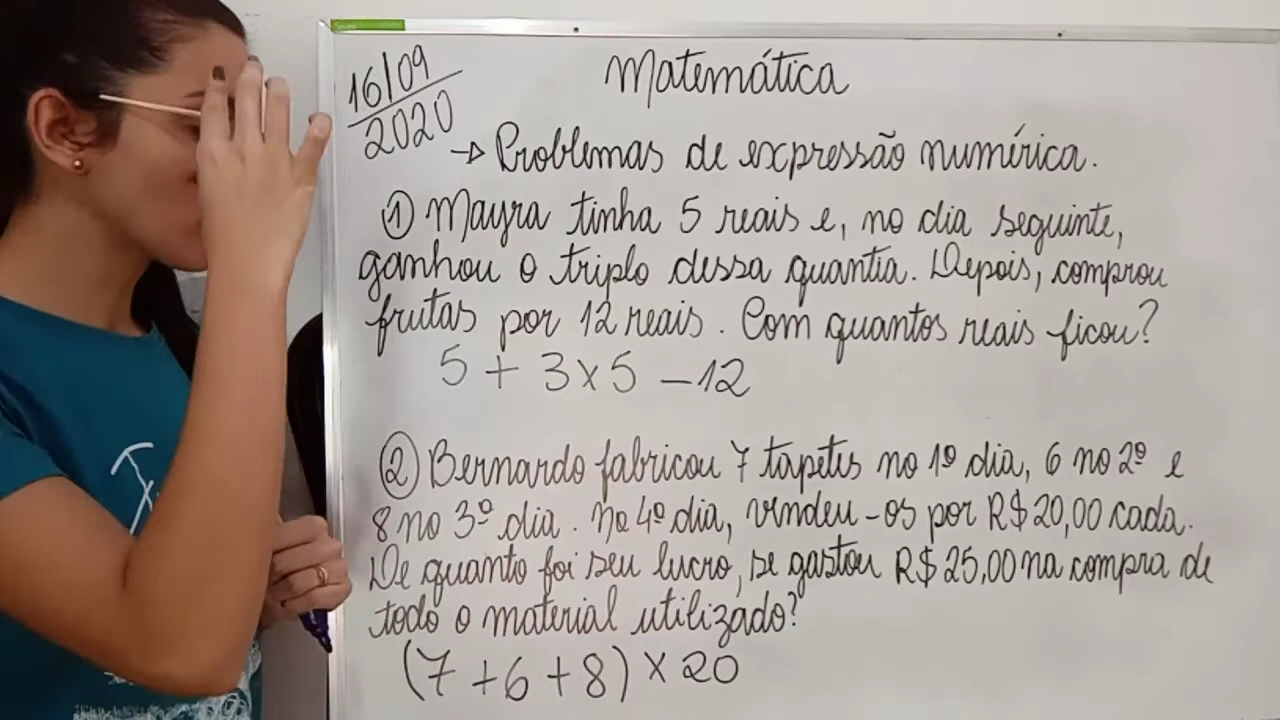 16/09
2020
Matemática
→ Problemas de expressão numérica.
① Mayra tinha 5 reais e, no dia seguinte,
ganhou o triplo dessa quantia. Depois, comprou
frutas por 12 reais. Com quantos reais ficou?
5 + 3 x 5 - 12
② Bernardo fabricou 7 tapetes no 1º dia, 6 no 2º e
8 no 3º dia. No 4º dia, vendeu-os por R$ 20,00 cada.
De quanto foi seu lucro, se gastou R$ 25,00 na compra de
todo o material utilizado?
(7 + 6 + 8) x 20